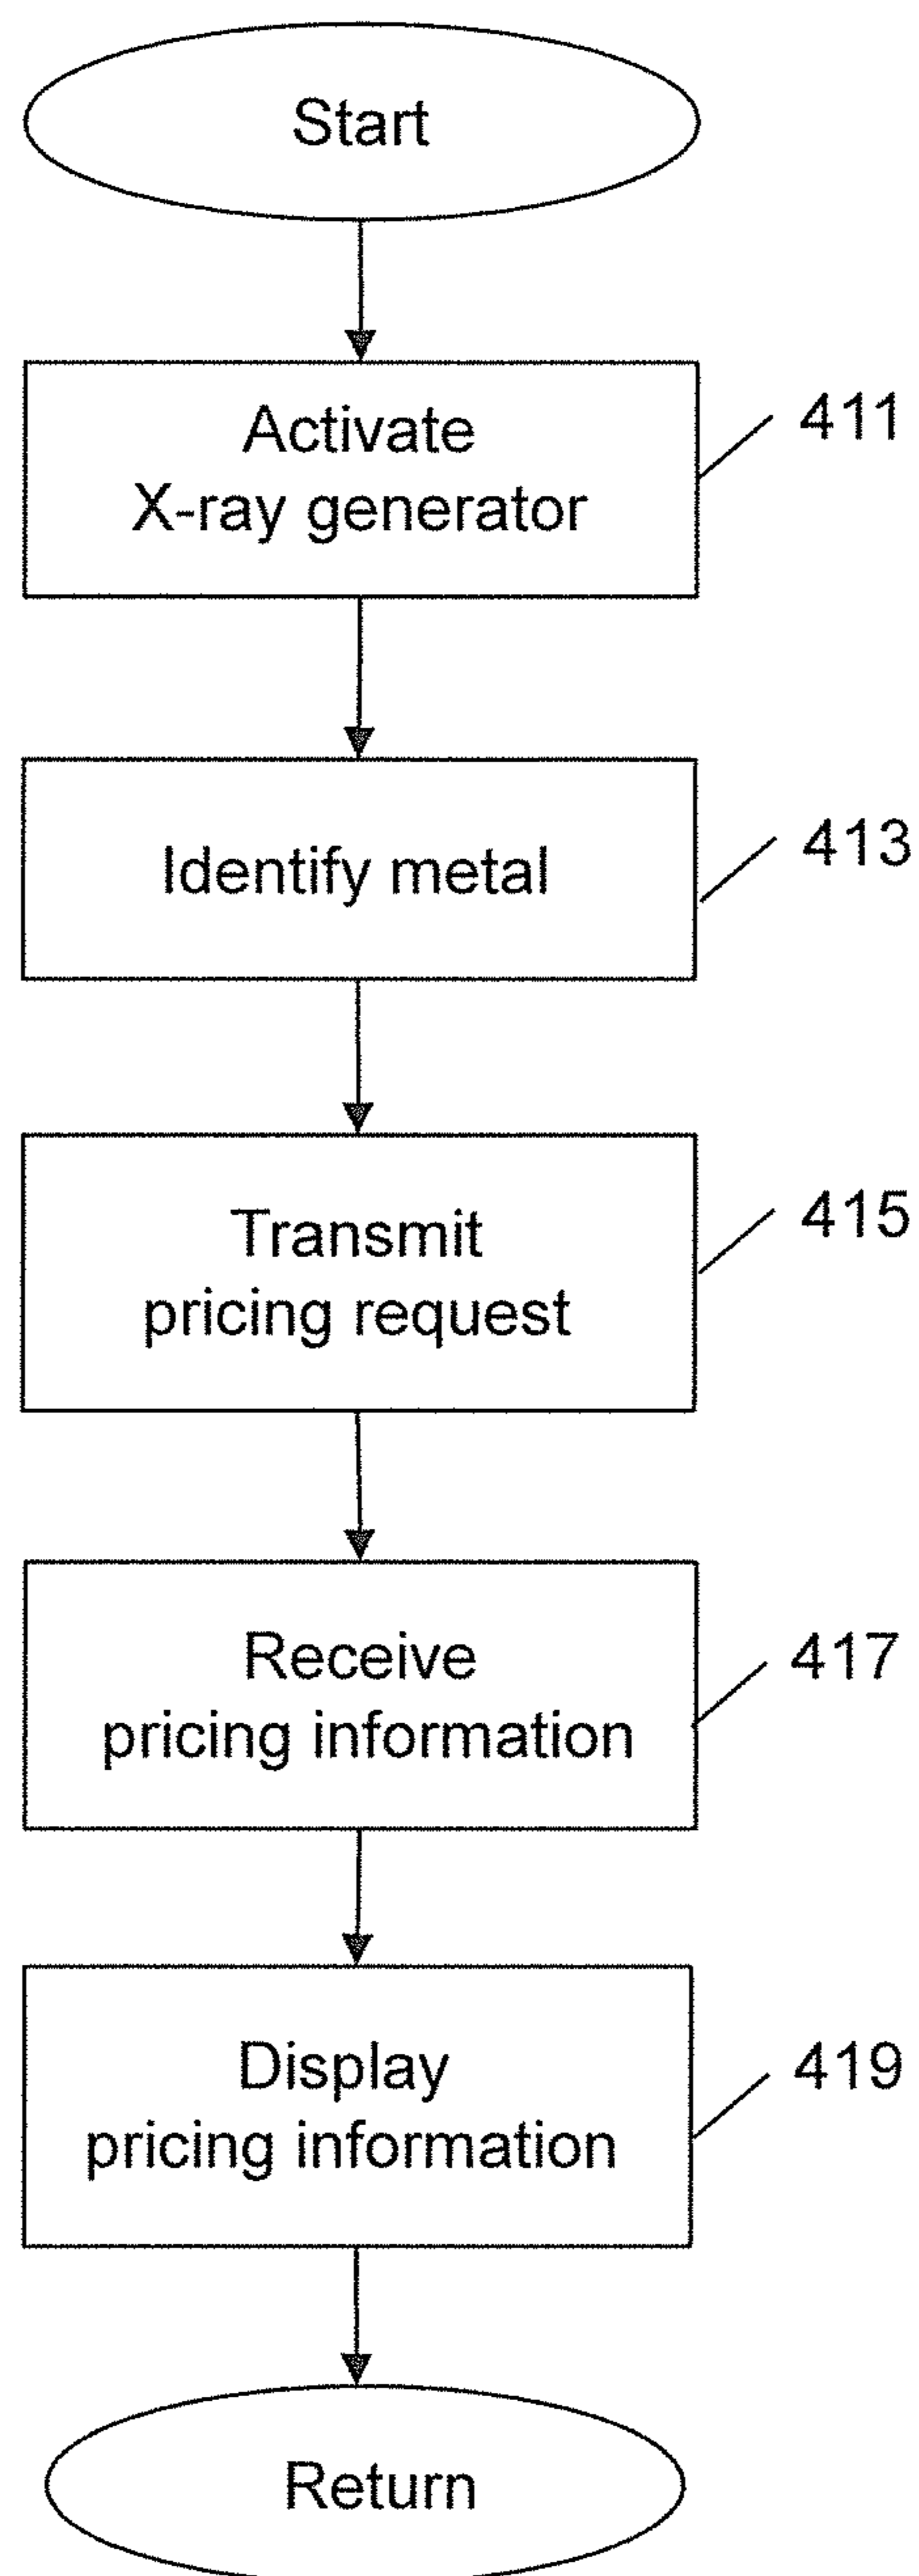 Start
Activate
X-ray generator
411
Identify metal
413
Transmit
pricing request
415
Receive
pricing information
417
Display
pricing information
419
Return